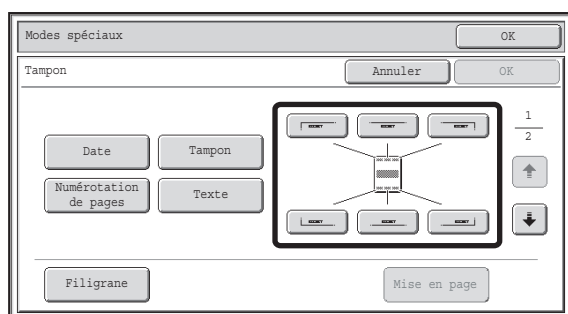 Modes spéciaux
OK
Tampon
Annuler
OK
1
2
Date
Tampon
Numérotation
de pages
Texte
Filigrane
Mise en page